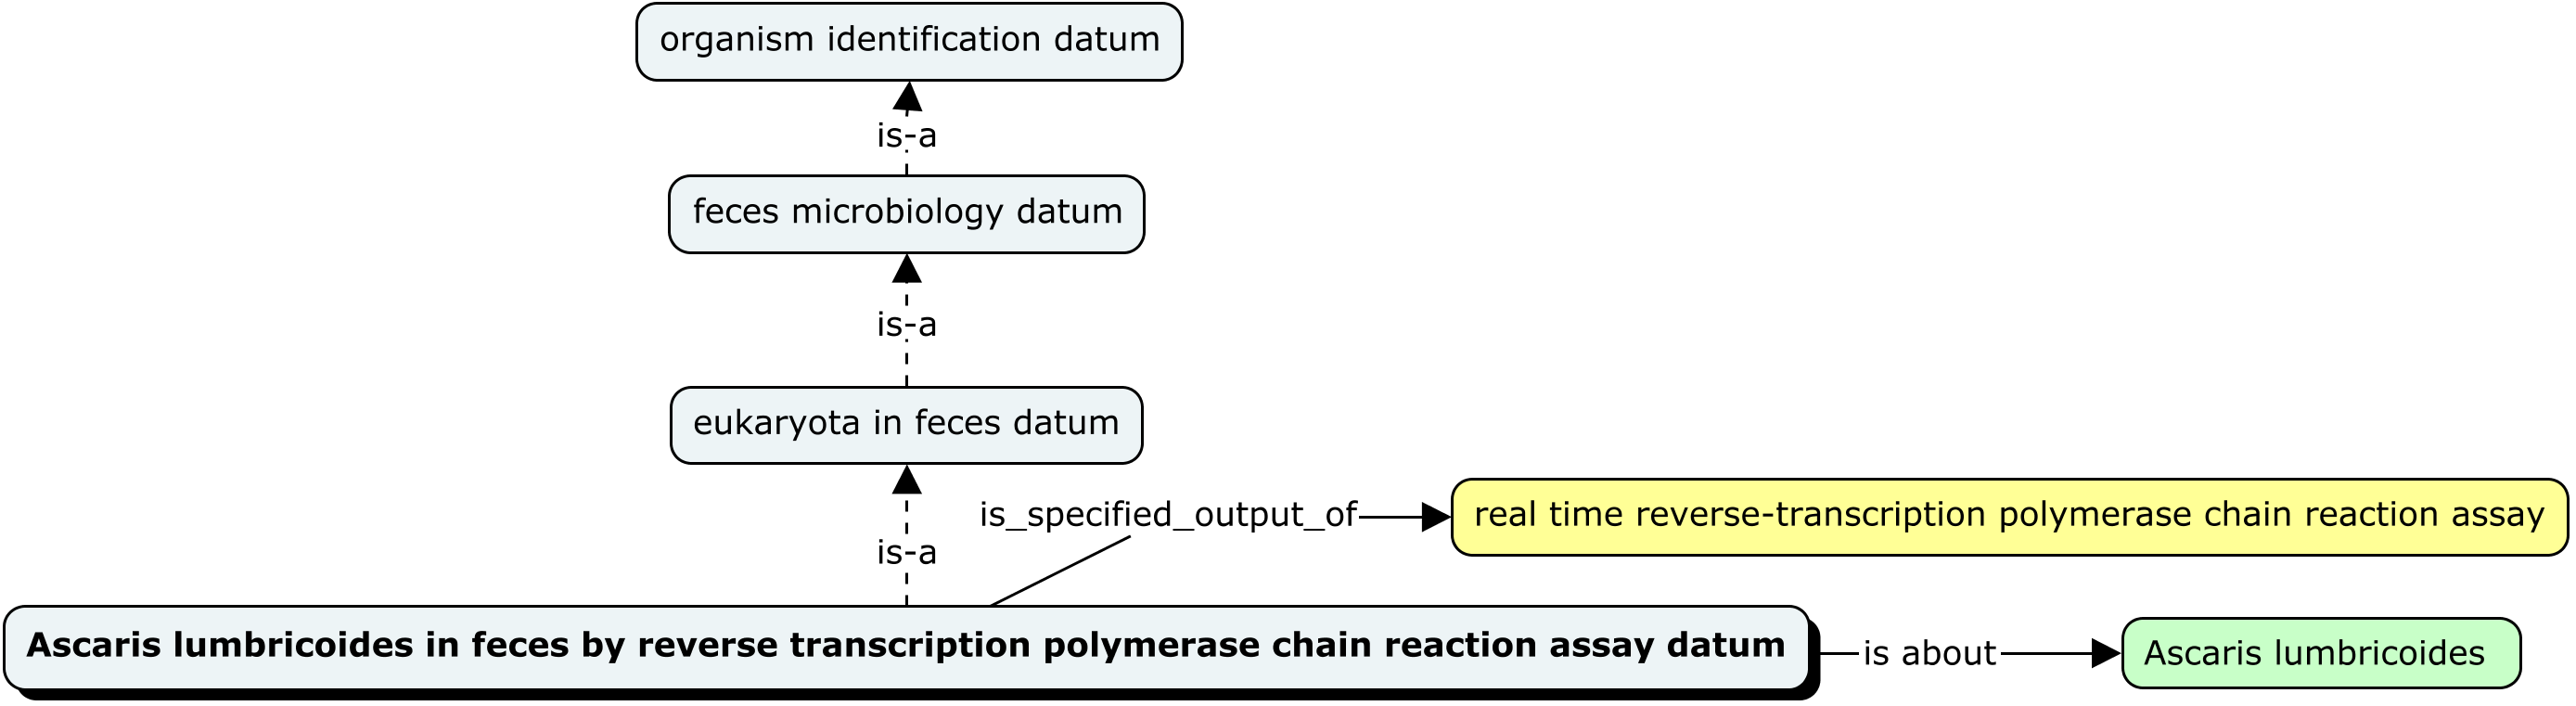 organism identification datum
is-a
feces microbiology datum
is-a
eukaryota in feces datum
is_specified_output_of
real time reverse-transcription polymerase chain reaction assay
is-a
Ascaris lumbricoides in feces by reverse transcription polymerase chain reaction assay datum
is about
Ascaris lumbricoides